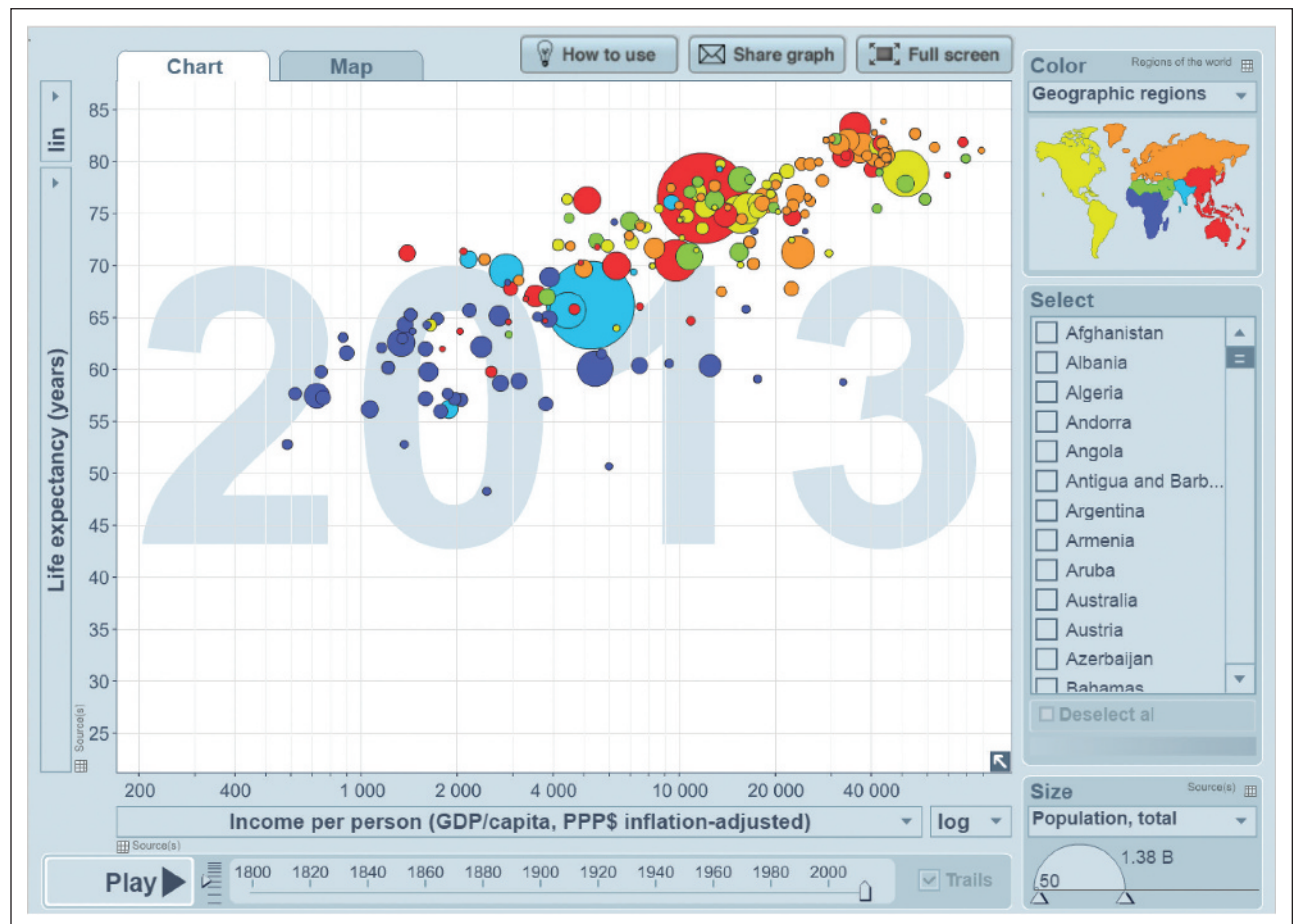 How to use
Share graph
Full screen
Chart
Map
Color
Regions of the world
Geographic regions
lin
Life expectancy (years)
Source(s)
85
80
75
70
65
60
55
50
45
40
35
30
25
2013
200
400
1 000
2 000
4 000
10 000
20 000
40 000
Income per person (GDP/capita, PPP$ inflation-adjusted)
log
Source(s)
Play
1800 1820 1840 1860 1880 1900 1920 1940 1960 1980 2000
Trails
Select
Afghanistan
Albania
Algeria
Andorra
Angola
Antigua and Barb...
Argentina
Armenia
Aruba
Australia
Austria
Azerbaijan
Bahamas
Deselect al
Size
Source(s)
Population, total
1.38 B
50